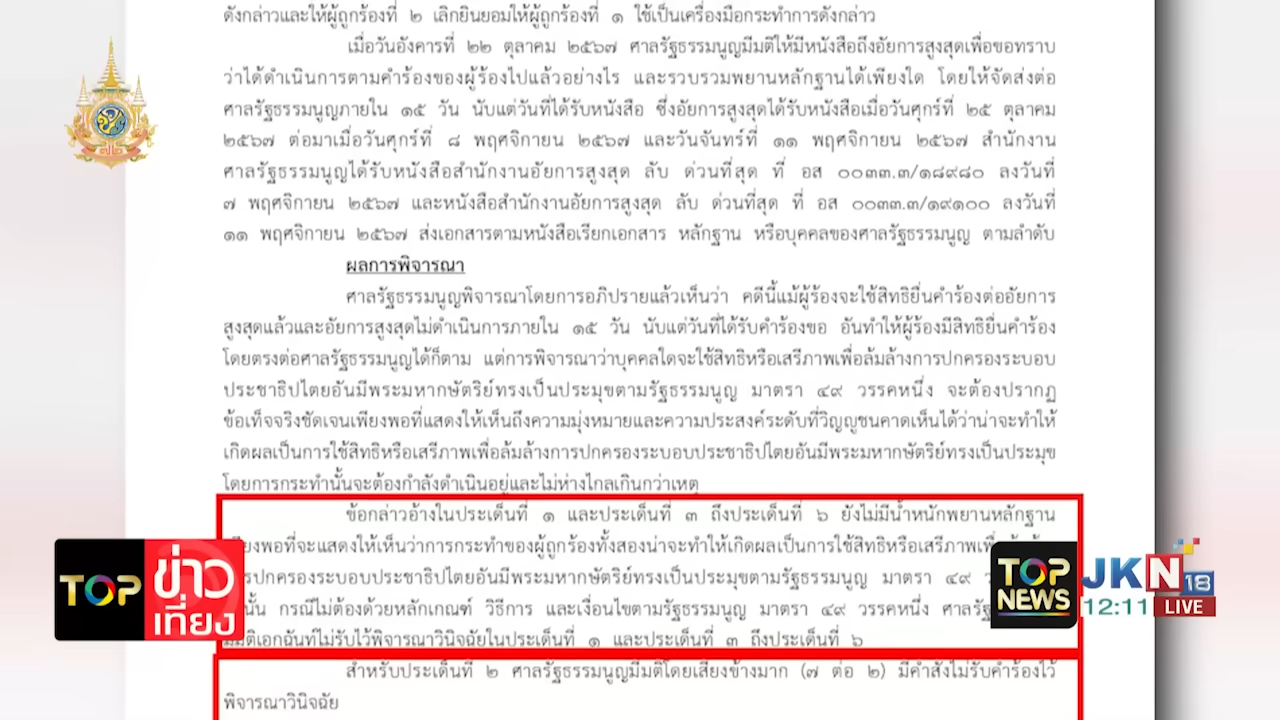 ดังกล่าวและให้ผู้ถูกร้องที่ ๒ เลิกยินยอมให้ผู้ถูกร้องที่ ๑ ใช้เป็นเครื่องมือกระทำการดังกล่าว
เมื่อวันอังคารที่ ๒๒ ตุลาคม ๒๕๖๗ ศาลรัฐธรรมนูญมีมติให้มีหนังสือถึงอัยการสูงสุดเพื่อขอทราบ
ว่าได้ดำเนินการตามคำร้องของผู้ร้องไปแล้วอย่างไร และรวบรวมพยานหลักฐานได้เพียงใด โดยให้จัดส่งต่อ
ศาลรัฐธรรมนูญภายใน ๑๕ วัน นับแต่วันที่ได้รับหนังสือ ซึ่งอัยการสูงสุดได้รับหนังสือเมื่อวันศุกร์ที่ ๒๕ ตุลาคม
๒๕๖๗ ต่อมาเมื่อวันศุกร์ที่ ๘ พฤศจิกายน ๒๕๖๗ และวันจันทร์ที่ ๑๑ พฤศจิกายน ๒๕๖๗ สำนักงาน
ศาลรัฐธรรมนูญได้รับหนังสือสำนักงานอัยการสูงสุด ลับ ด่วนที่สุด ที่ อส ๐๐๓๓.๓/๑๘๙๘๐ ลงวันที่
๗ พฤศจิกายน ๒๕๖๗ และหนังสือสำนักงานอัยการสูงสุด ลับ ด่วนที่สุด ที่ อส ๐๐๓๓.๓/๑๙๑๐๐ ลงวันที่
๑๑ พฤศจิกายน ๒๕๖๗ ส่งเอกสารตามหนังสือเรียกเอกสาร หลักฐาน หรือบุคคลของศาลรัฐธรรมนูญ ตามลำดับ
ผลการพิจารณา
ศาลรัฐธรรมนูญพิจารณาโดยการอภิปรายแล้วเห็นว่า คดีนี้แม้ผู้ร้องจะใช้สิทธิยื่นคำร้องต่ออัยการ
สูงสุดแล้วและอัยการสูงสุดไม่ดำเนินการภายใน ๑๕ วัน นับแต่วันที่ได้รับคำร้องขอ อันทำให้ผู้ร้องมีสิทธิยื่นคำร้อง
โดยตรงต่อศาลรัฐธรรมนูญได้ก็ตาม แต่การพิจารณาว่าบุคคลใดจะใช้สิทธิหรือเสรีภาพเพื่อล้มล้างการปกครองระบอบ
ประชาธิปไตยอันมีพระมหากษัตริย์ทรงเป็นประมุขตามรัฐธรรมนูญ มาตรา ๔๙ วรรคหนึ่ง จะต้องปรากฏ
ข้อเท็จจริงชัดเจนเพียงพอที่แสดงให้เห็นถึงความมุ่งหมายและความประสงค์ระดับที่วิญญูชนคาดเห็นได้ว่าน่าจะทำให้
เกิดผลเป็นการใช้สิทธิหรือเสรีภาพเพื่อล้มล้างการปกครองระบอบประชาธิปไตยอันมีพระมหากษัตริย์ทรงเป็นประมุข
โดยการกระทำนั้นจะต้องกำลังดำเนินอยู่และไม่ห่างไกลเกินกว่าเหตุ
ข้อกล่าวอ้างในประเด็นที่ ๑ และประเด็นที่ ๓ ถึงประเด็นที่ ๖ ยังไม่มีน้ำหนักพยานหลักฐาน
เพียงพอที่จะแสดงให้เห็นว่าการกระทำของผู้ถูกร้องทั้งสองน่าจะทำให้เกิดผลเป็นการใช้สิทธิหรือเสรีภาพ
ปกครองระบอบประชาธิปไตยอันมีพระมหากษัตริย์ทรงเป็นประมุขตามรัฐธรรมนูญ มาตรา ๔๙
นั้น กรณีไม่ต้องด้วยหลักเกณฑ์ วิธีการ และเงื่อนไขตามรัฐธรรมนูญ มาตรา ๔๙ วรรคหนึ่ง
มีมติเอกฉันท์ไม่รับไว้พิจารณาวินิจฉัยในประเด็นที่ ๑ และประเด็นที่ ๓ ถึงประเด็นที่ ๖
สำหรับประเด็นที่ ๒ ศาลรัฐธรรมนูญมีมติโดยเสียงข้างมาก (๗ ต่อ ๒) มีคำสั่งไม่รับคำร้องไว้
พิจารณาวินิจฉัย
TOP ข่าว
เที่ยง
TOP
NEWS
JKN 18
12:11 LIVE